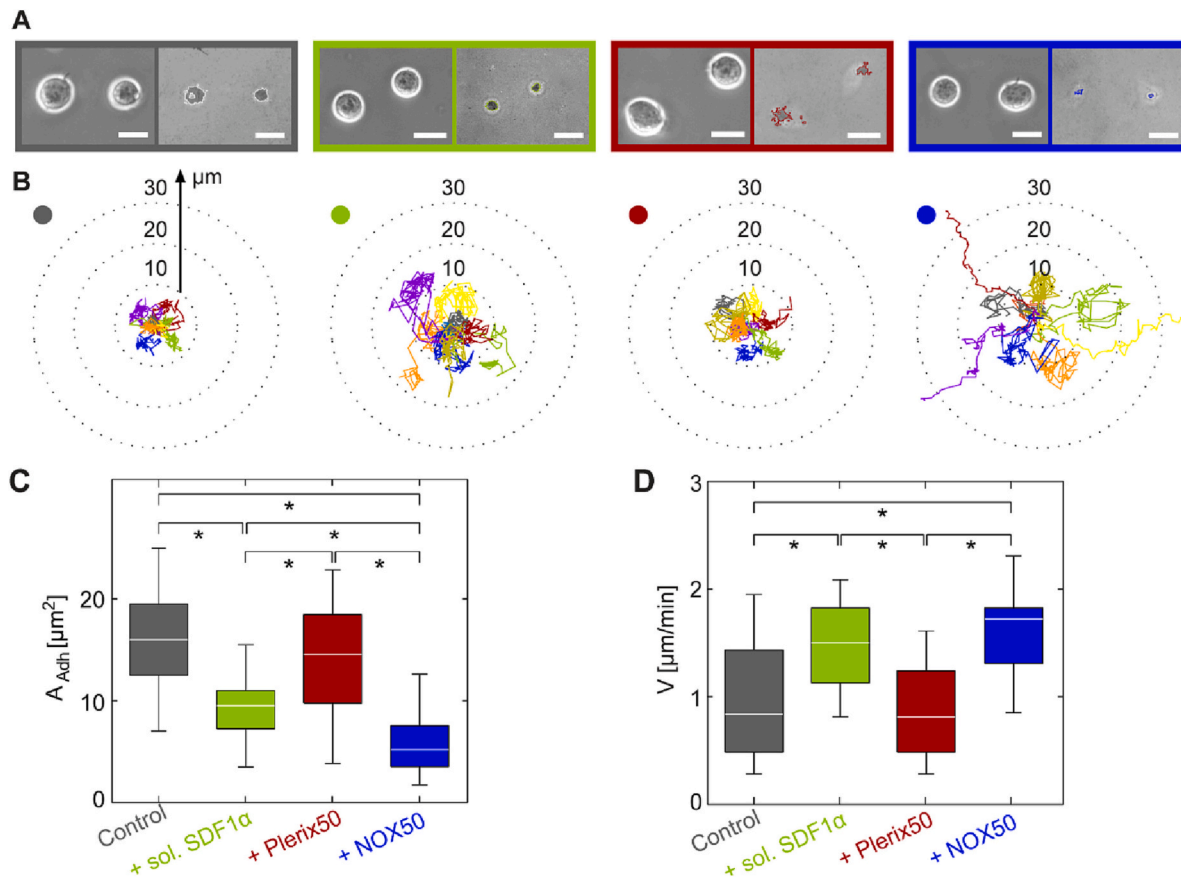 A
B
µm
30 30 30 30
20 20 20 20
10 10 10 10
C
A Adh [µm²]
20
10
0
* * * * * *
Control
+ sol. SDF1α
+ Plerix50
+ NOX50
D
V [µm/min]
3
2
1
0
* * * *
Control
+ sol. SDF1α
+ Plerix50
+ NOX50